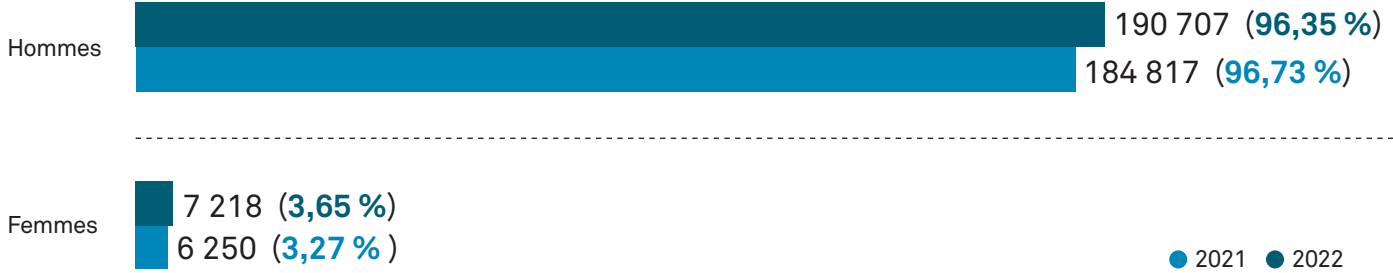 Hommes
190 707 (96,35 %)
184 817 (96,73 %)
Femmes
7 218 (3,65 %)
6 250 (3,27 % )
2021 2022